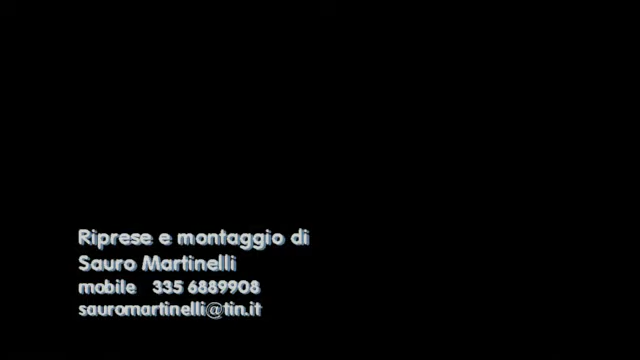 Riprese e montaggio di
Sauro Martinelli
mobile 335 6889908
sauromartinelli@tin.it